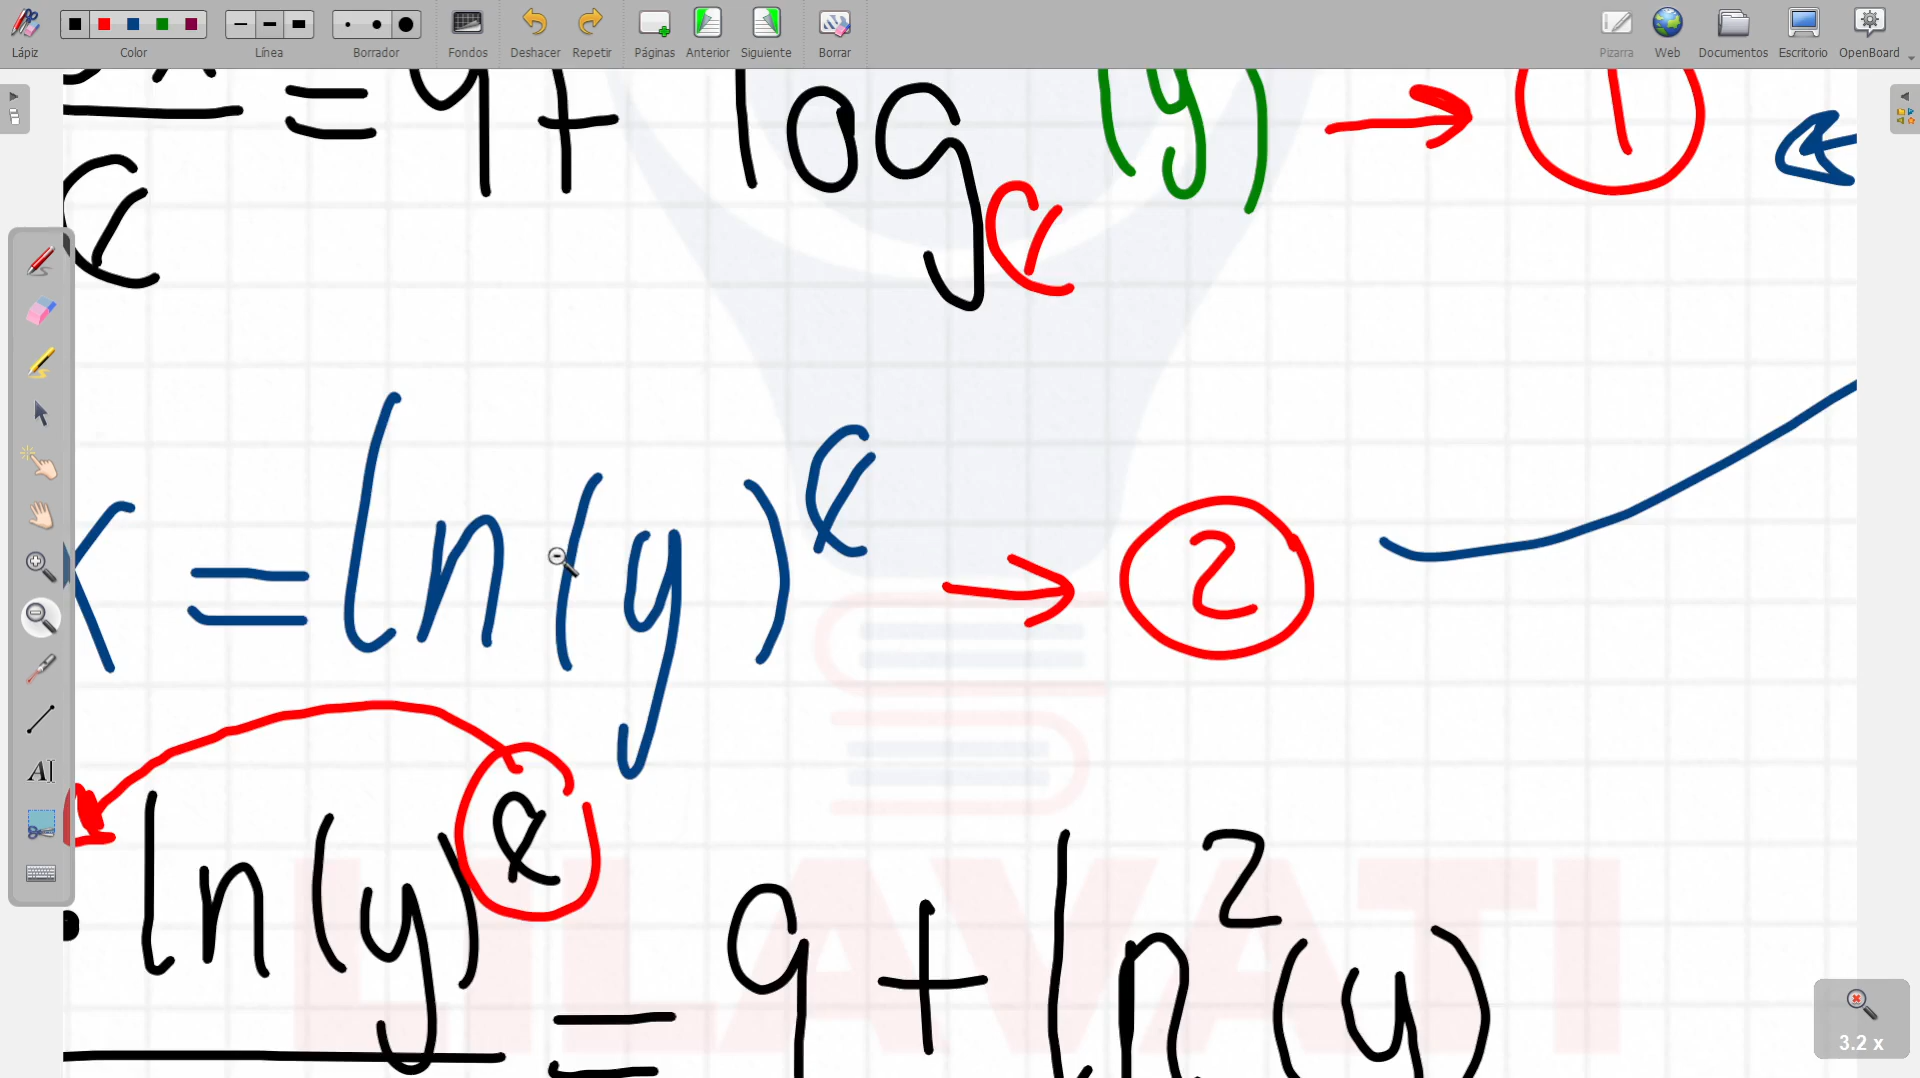 Lápiz Color Línea Borrador Fondos Deshacer Repetir Páginas Anterior Siguiente Borrar Pizarra Web Documentos Escritorio OpenBoard
= 9 + log (y) → 1
x = ln(y) → 2
ln(y) = 9 + ln²(y)
LILAVATI
3.2 x